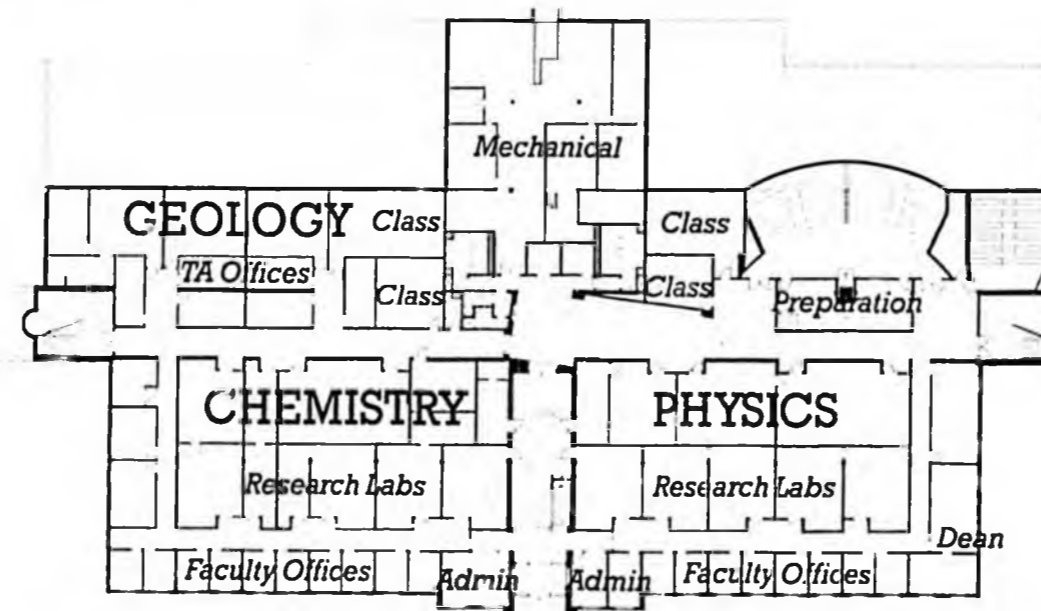 Mechanical
GEOLOGY
Class
Class
TA Offices
Class
Class
Preparation
CHEMISTRY
PHYSICS
Research Labs
Research Labs
Dean
Faculty Offices
Admin
Admin
Faculty Offices